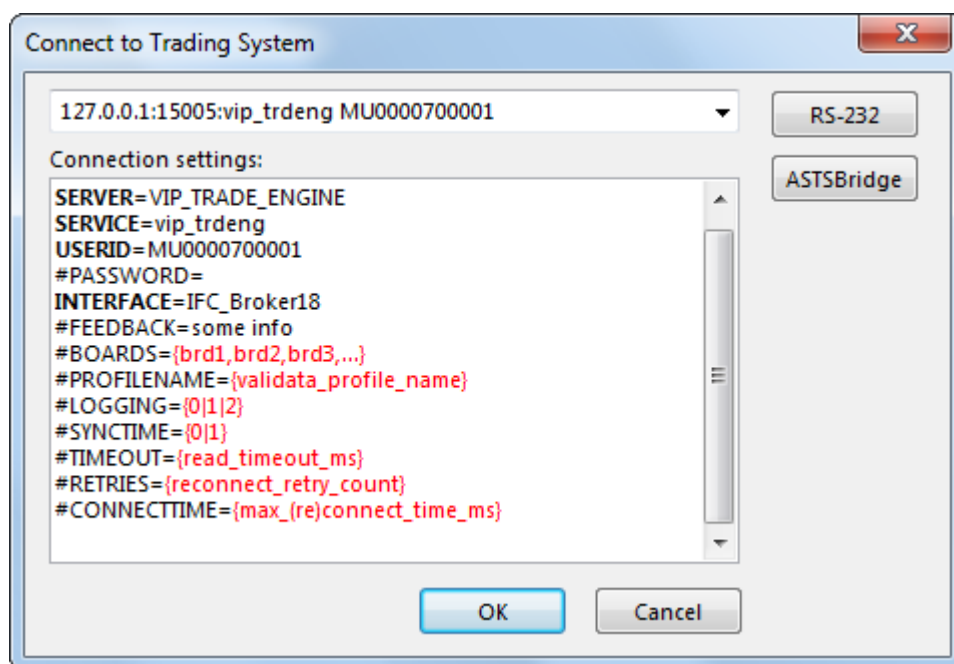 Connect to Trading System
127.0.0.1:15005:vip_trdeng MU0000700001
RS-232
Connection settings:
ASTSBridge
SERVER=VIP_TRADE_ENGINE
SERVICE=vip_trdeng
USERID=MU0000700001
#PASSWORD=
INTERFACE=IFC_Broker18
#FEEDBACK=some info
#BOARDS={brd1,brd2,brd3,...}
#PROFILENAME={validata_profile_name}
#LOGGING={0|1|2}
#SYNCTIME={0|1}
#TIMEOUT={read_timeout_ms}
#RETRIES={reconnect_retry_count}
#CONNECTTIME={max_(re)connect_time_ms}
OK
Cancel